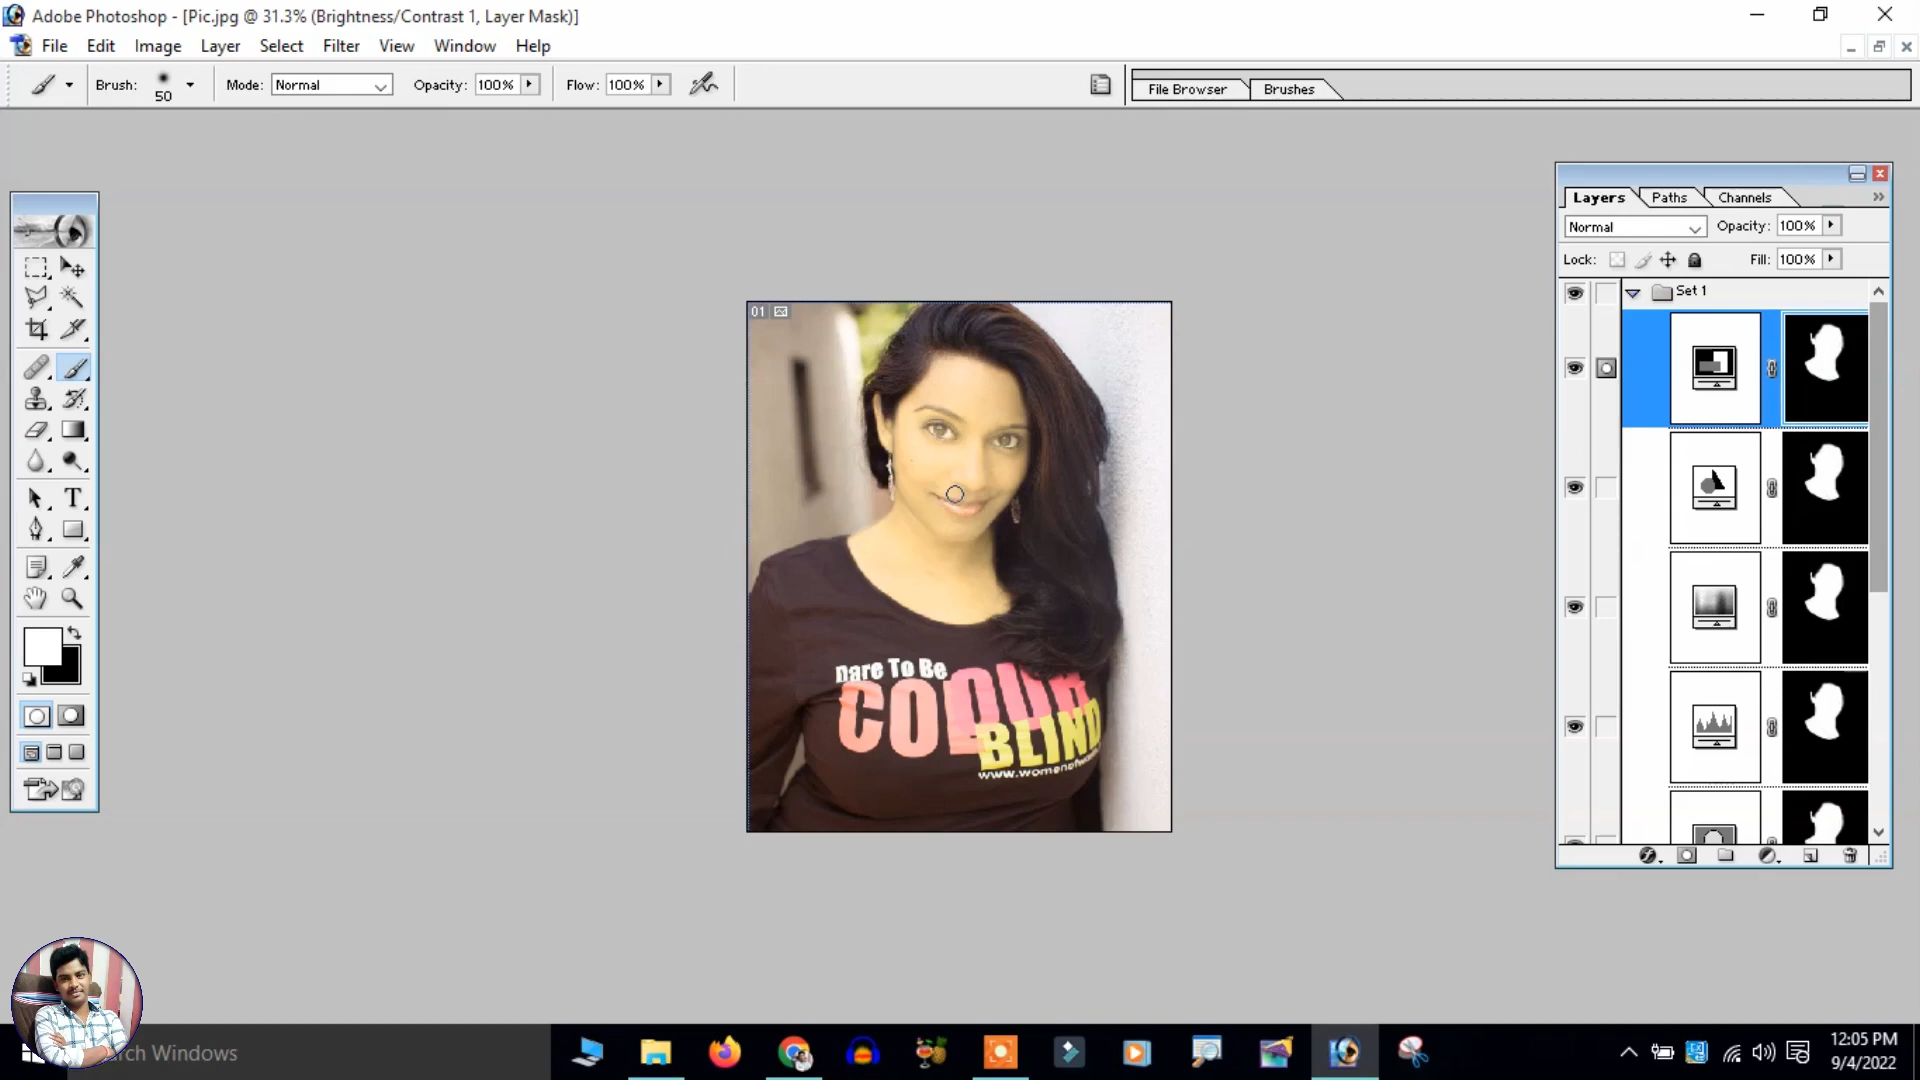 Adobe Photoshop - [Pic.jpg @ 31.3% (Brightness/Contrast 1, Layer Mask)]
File Edit Image Layer Select Filter View Window Help
Brush: 50 Mode: Normal Opacity: 100% Flow: 100% File Browser Brushes
Layers Paths Channels
Normal Opacity: 100%
Lock: Fill: 100%
Set 1
01
Dare To Be
COLOUR
BLIND
T
12:05 PM
9/4/2022